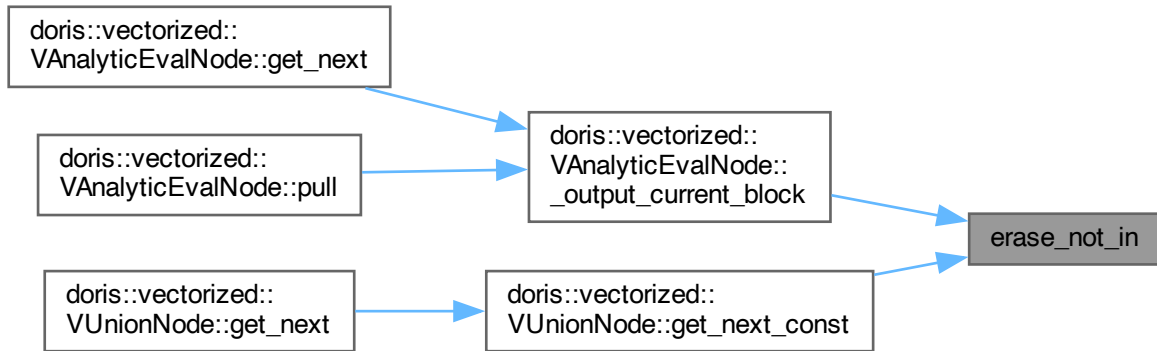 doris::vectorized::
VAnalyticEvalNode::get_next
doris::vectorized::
VAnalyticEvalNode::pull
doris::vectorized::
VAnalyticEvalNode::
_output_current_block
erase_not_in
doris::vectorized::
VUnionNode::get_next
doris::vectorized::
VUnionNode::get_next_const